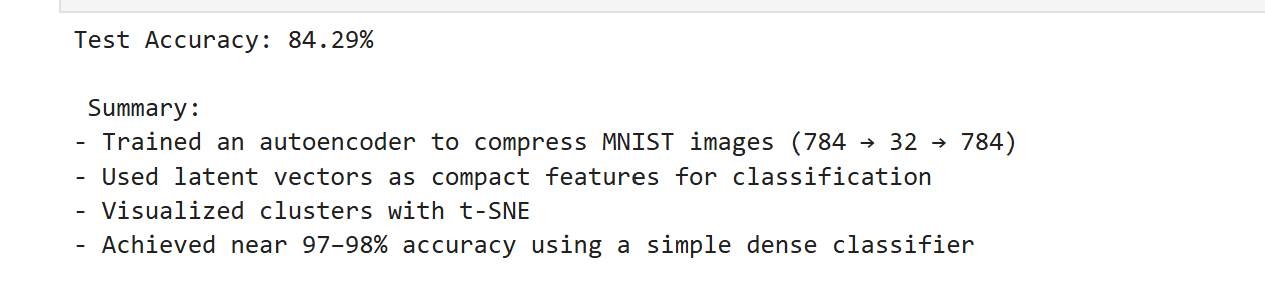 Test Accuracy: 84.29%
Summary:
- Trained an autoencoder to compress MNIST images (784 → 32 → 784)
- Used latent vectors as compact features for classification
- Visualized clusters with t-SNE
- Achieved near 97–98% accuracy using a simple dense classifier